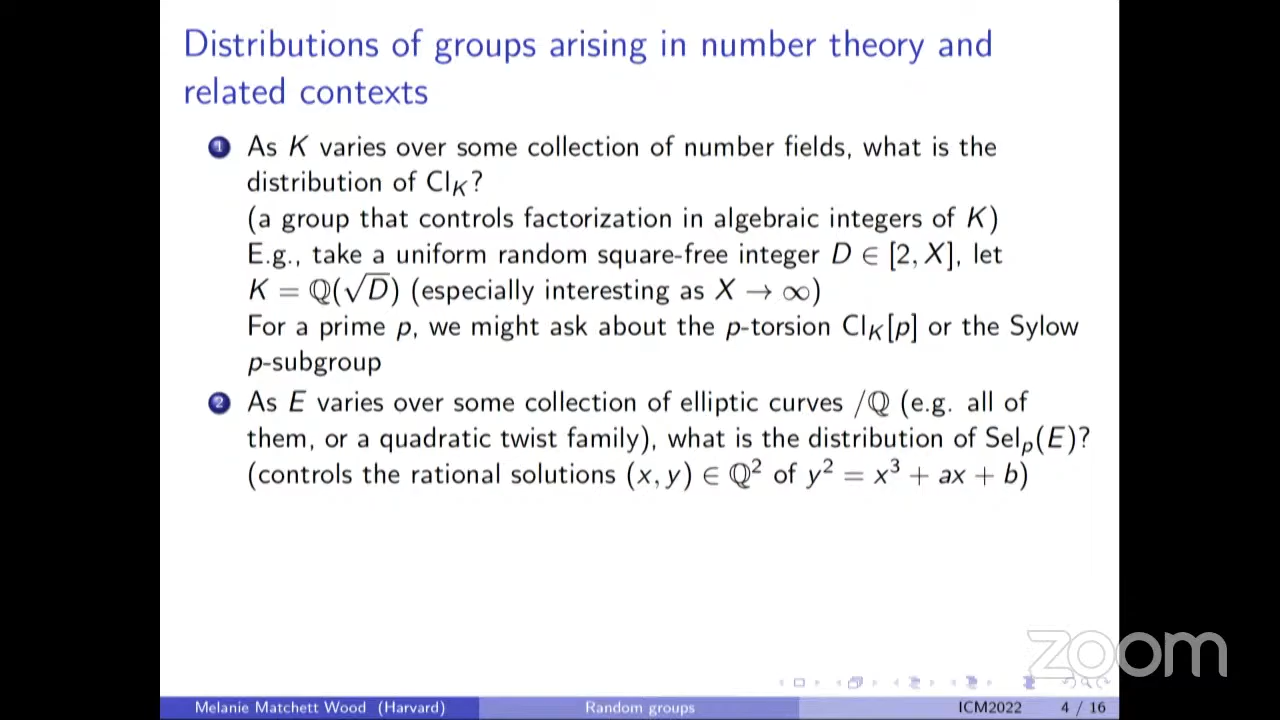 Distributions of groups arising in number theory and
related contexts
1 As K varies over some collection of number fields, what is the
distribution of Cl_K?
(a group that controls factorization in algebraic integers of K)
E.g., take a uniform random square-free integer D ∈ [2, X], let
K = ℚ(√D) (especially interesting as X → ∞)
For a prime p, we might ask about the p-torsion Cl_K[p] or the Sylow
p-subgroup
2 As E varies over some collection of elliptic curves /ℚ (e.g. all of
them, or a quadratic twist family), what is the distribution of Sel_p(E)?
(controls the rational solutions (x, y) ∈ ℚ² of y² = x³ + ax + b)
zoom
Melanie Matchett Wood (Harvard) Random groups ICM2022 4 / 16